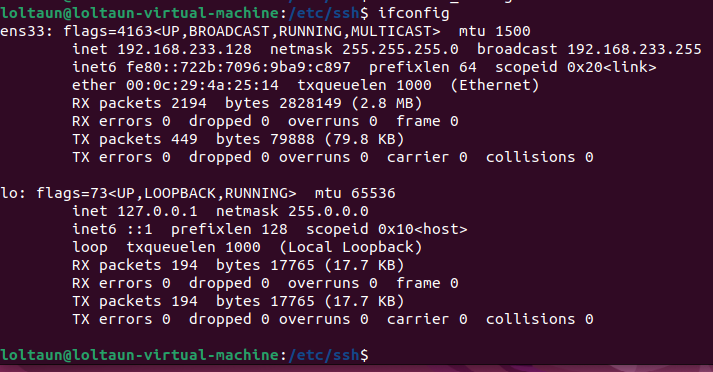 loltaun@loltaun-virtual-machine:/etc/ssh$ ifconfig
ens33: flags=4163<UP,BROADCAST,RUNNING,MULTICAST>  mtu 1500
        inet 192.168.233.128  netmask 255.255.255.0  broadcast 192.168.233.255
        inet6 fe80::722b:7096:9ba9:c897  prefixlen 64  scopeid 0x20<link>
        ether 00:0c:29:4a:25:14  txqueuelen 1000  (Ethernet)
        RX packets 2194  bytes 2828149 (2.8 MB)
        RX errors 0  dropped 0  overruns 0  frame 0
        TX packets 449  bytes 79888 (79.8 KB)
        TX errors 0  dropped 0 overruns 0  carrier 0  collisions 0

lo: flags=73<UP,LOOPBACK,RUNNING>  mtu 65536
        inet 127.0.0.1  netmask 255.0.0.0
        inet6 ::1  prefixlen 128  scopeid 0x10<host>
        loop  txqueuelen 1000  (Local Loopback)
        RX packets 194  bytes 17765 (17.7 KB)
        RX errors 0  dropped 0  overruns 0  frame 0
        TX packets 194  bytes 17765 (17.7 KB)
        TX errors 0  dropped 0 overruns 0  carrier 0  collisions 0

loltaun@loltaun-virtual-machine:/etc/ssh$